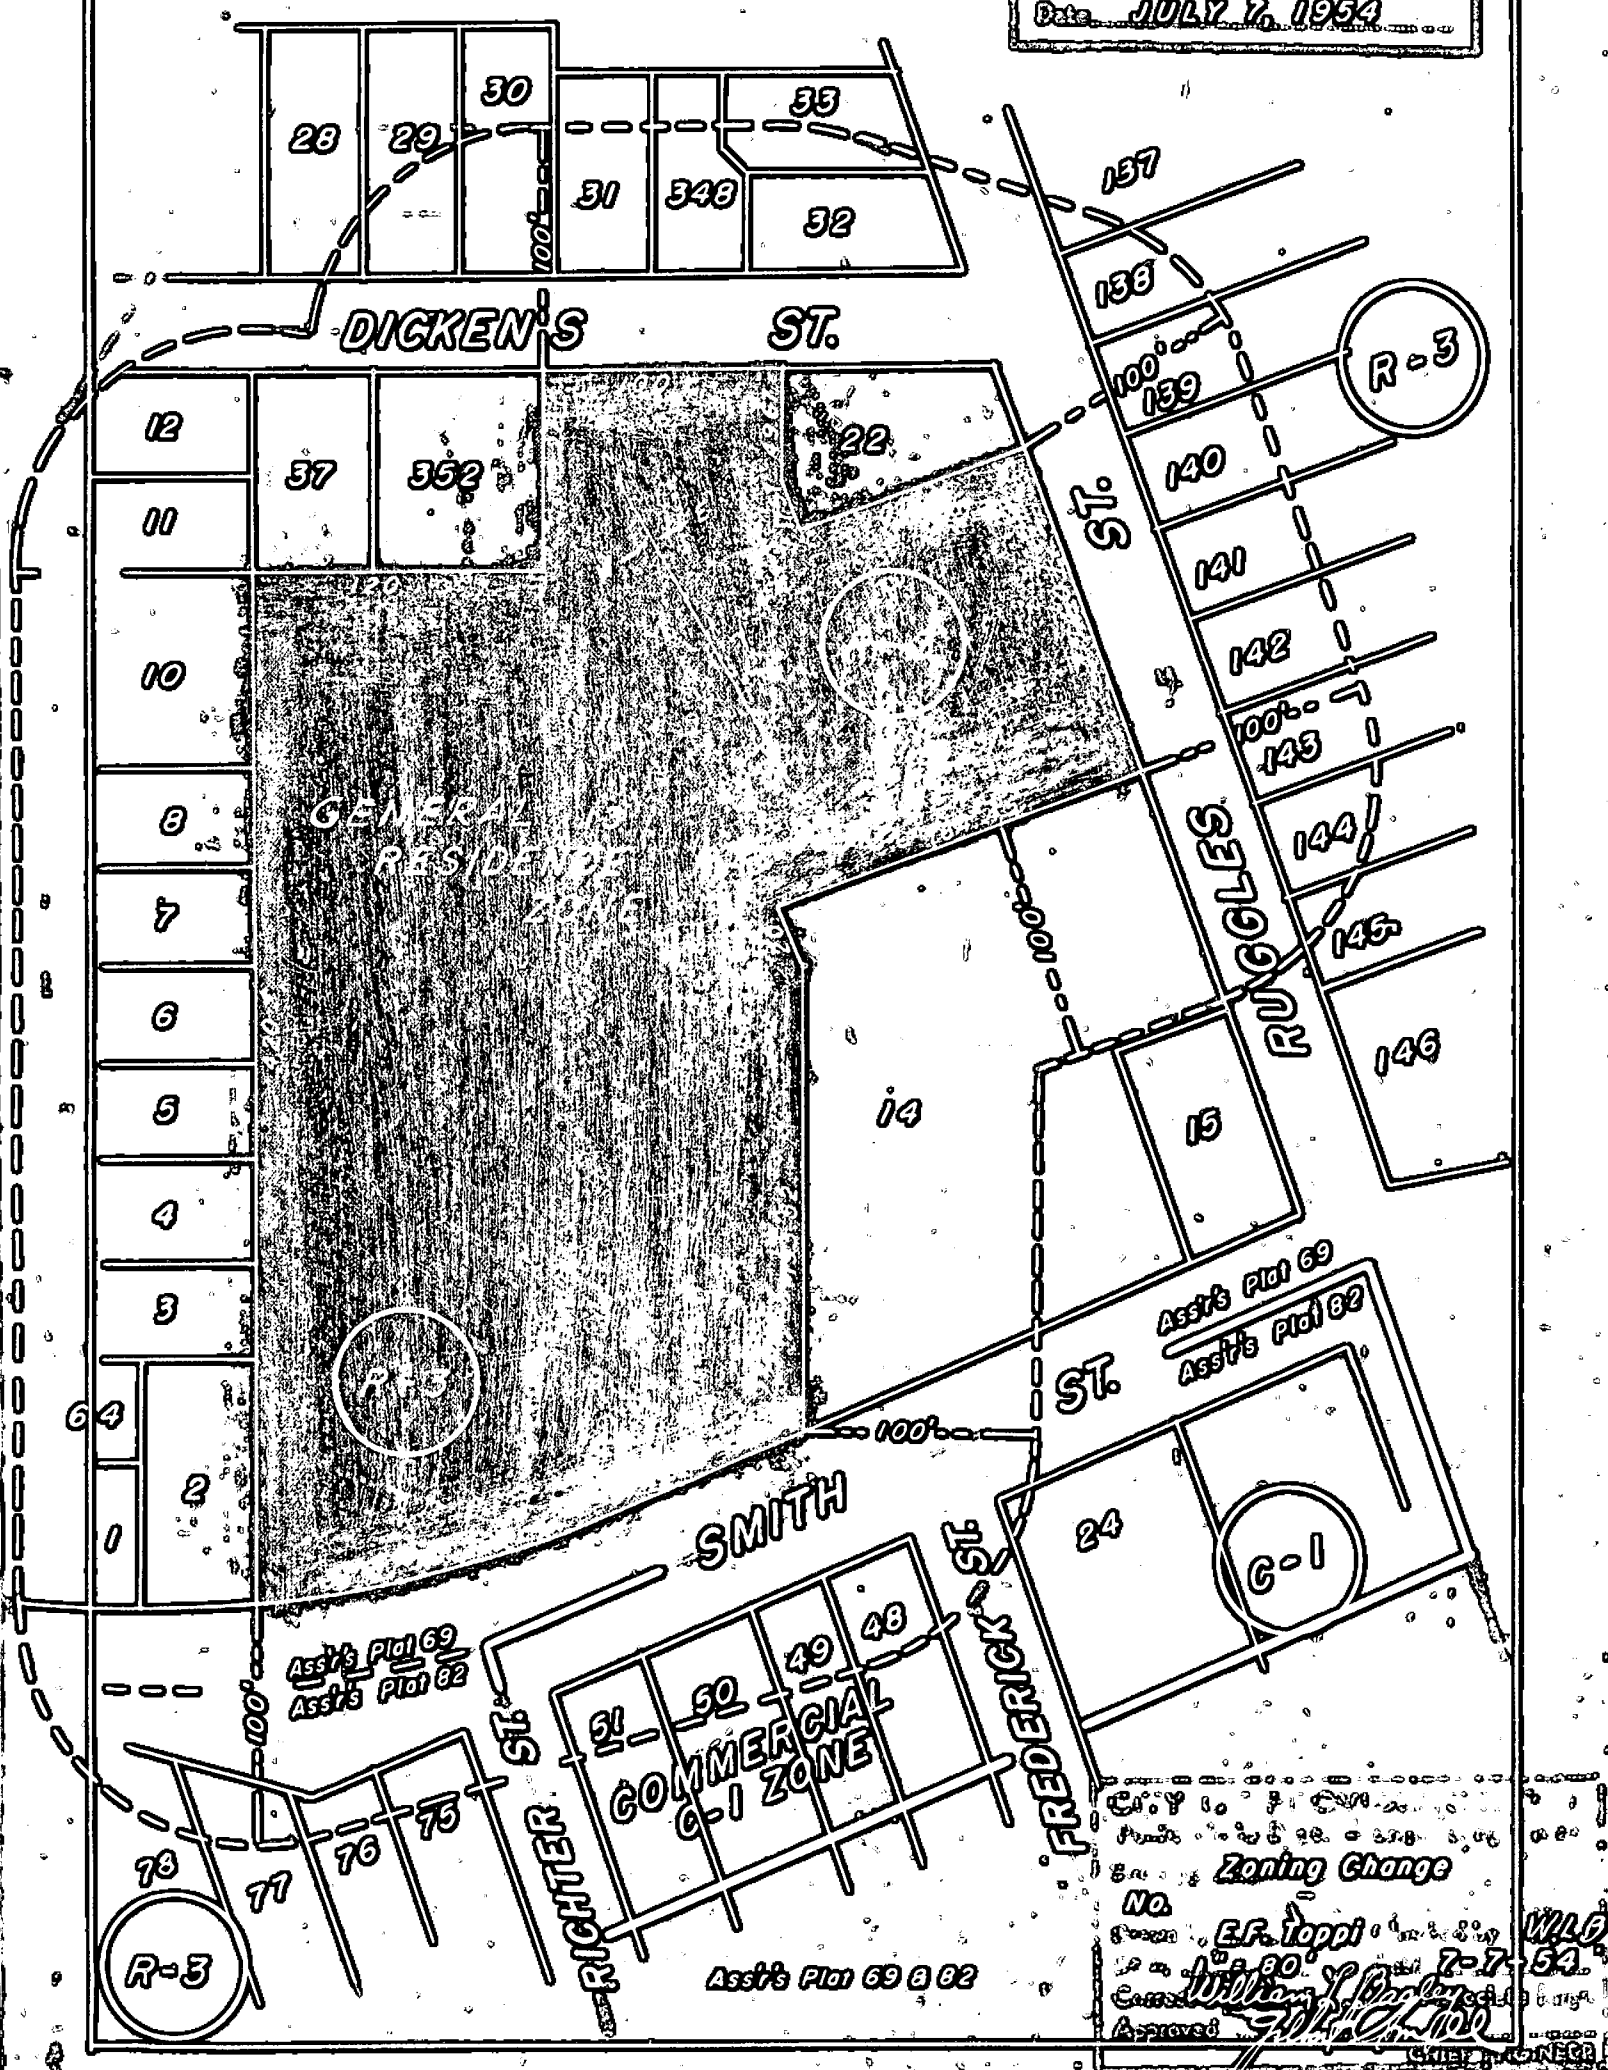 Date JULY 7, 1954
30
33
28
29
31
348
32
137
100'
138
DICKENS ST.
100'
139
R-3
12
37
352
22
140
11
ST.
141
120
10
142
100'
143
GENERAL
RESIDENCE
ZONE
8
144
7
100'
145
RUGGLES
6
146
5
14
15
4
3
Ass'r's Plat 69
Ass'r's Plat 82
R-3
ST.
64
100'
2
SMITH
24
1
ST.
C-1
48
49
Ass'r's Plat 69
Ass'r's Plat 82
50
51
100'
ST.
COMMERCIAL
C-1 ZONE
FREDERICK
75
76
78
77
RICHTER
Zoning Change
No.
E.F. Toppi
W.L.B
R-3
Ass'r's Plat 69 & 82
1" = 80'
7-7-54
William L. Bagley
Approved